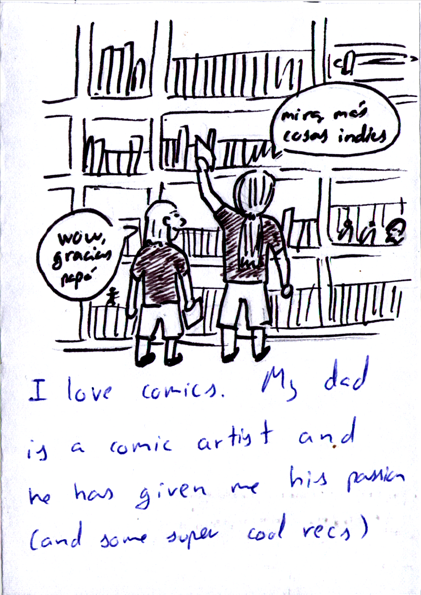 mira, más
cosas indies
wow,
gracias
papá
I love comics. My dad
is a comic artist and
he has given me his passion
(and some super cool recs)